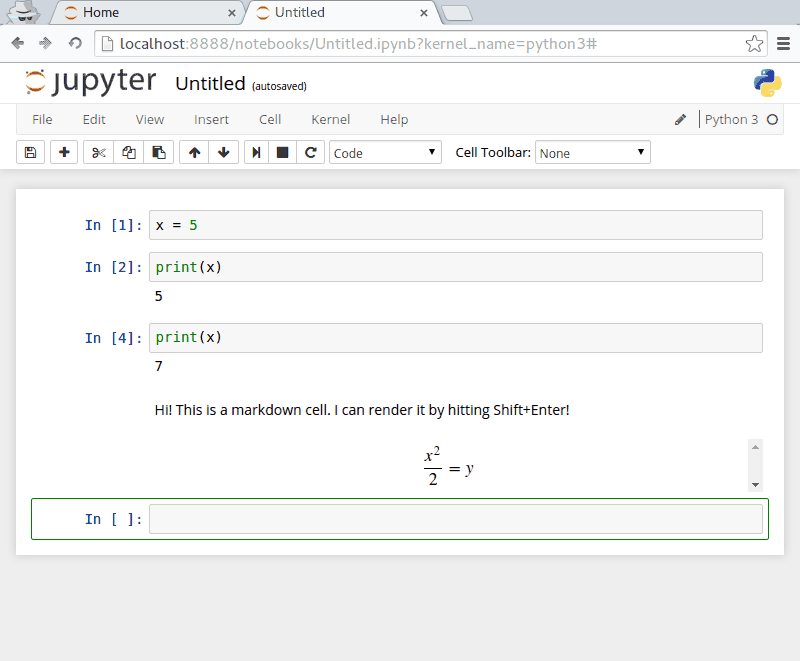 Home
Untitled
localhost:8888/notebooks/Untitled.ipynb?kernel_name=python3#
jupyter Untitled (autosaved)
File Edit View Insert Cell Kernel Help Python 3
Code Cell Toolbar: None
In [1]: x = 5
In [2]: print(x)
5
In [4]: print(x)
7
Hi! This is a markdown cell. I can render it by hitting Shift+Enter!
x²/2 = y
In [ ]: